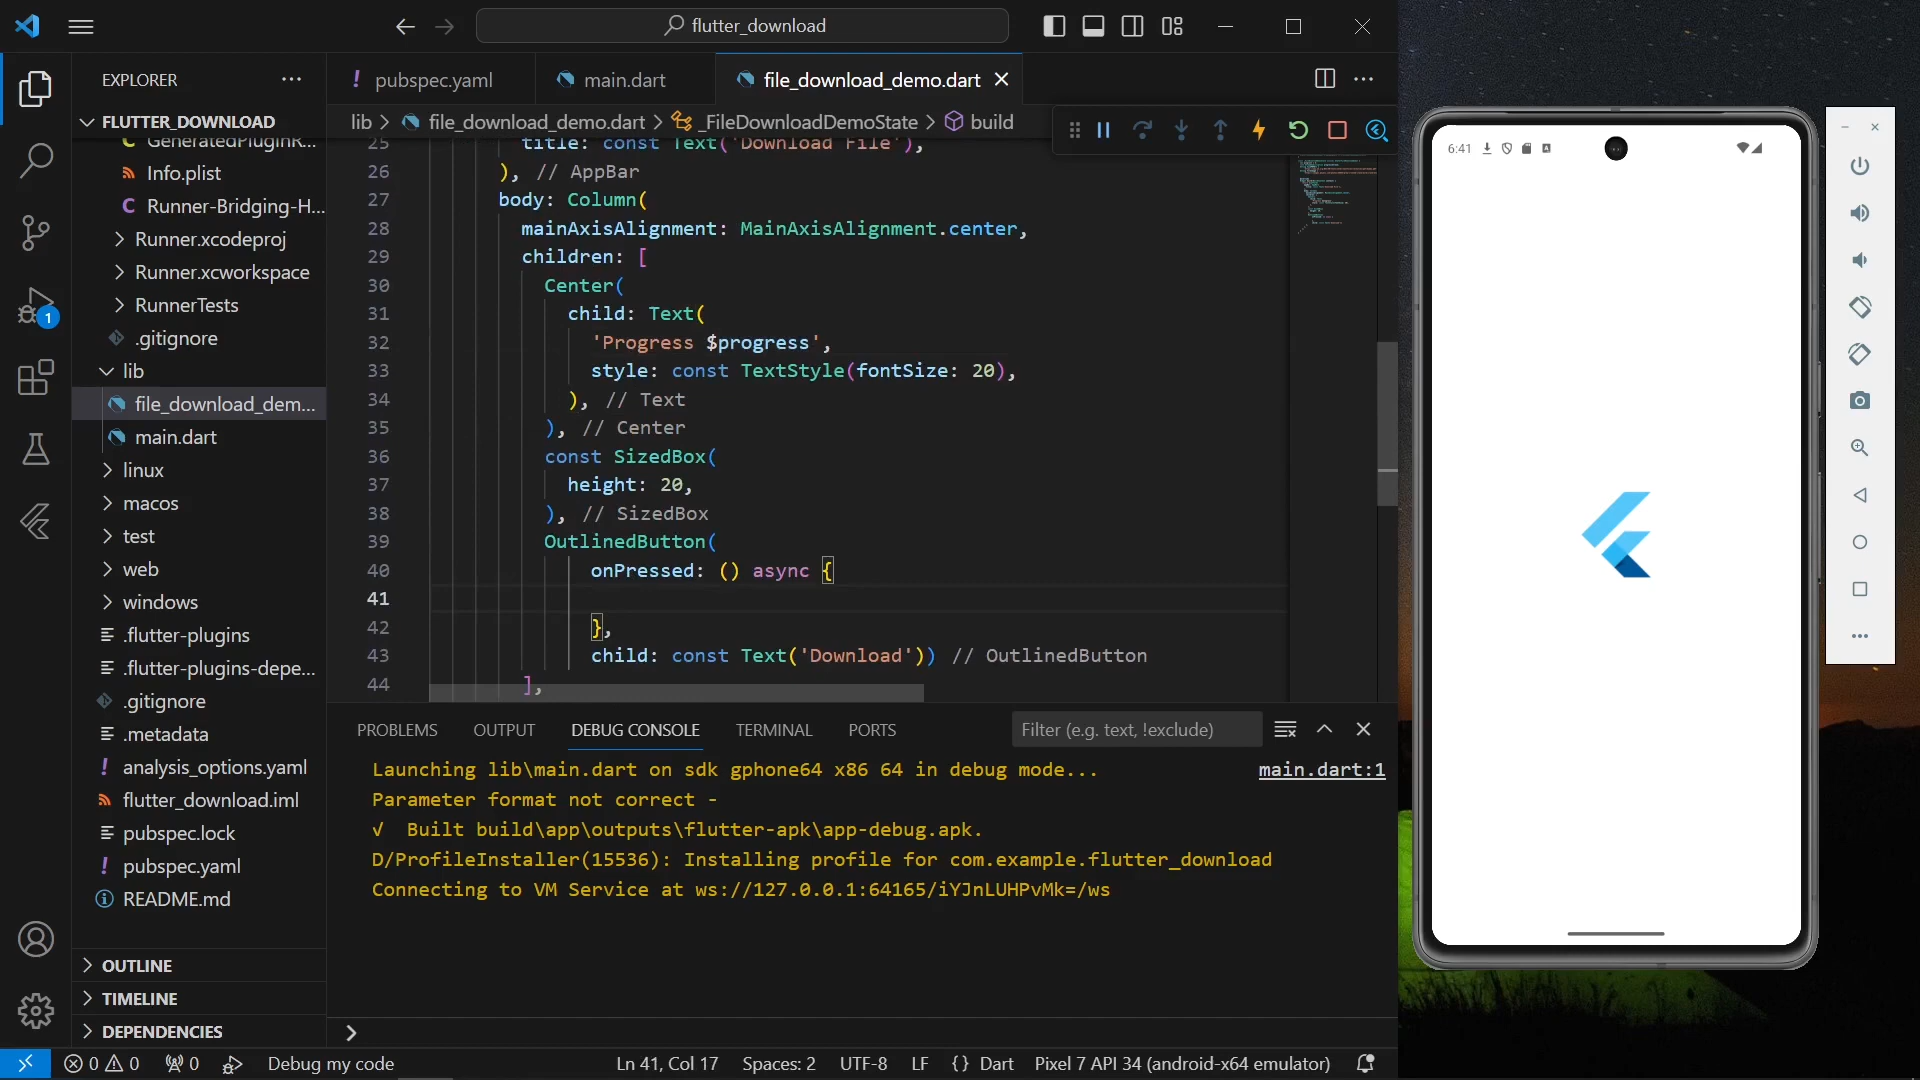 flutter_download
EXPLORER
pubspec.yaml
main.dart
file_download_demo.dart
FLUTTER_DOWNLOAD
lib > file_download_demo.dart > _FileDownloadDemoState > build
GeneratedPluginR...
Info.plist
Runner-Bridging-H...
Runner.xcodeproj
Runner.xcworkspace
RunnerTests
.gitignore
lib
file_download_dem...
main.dart
linux
macos
test
web
windows
.flutter-plugins
.flutter-plugins-depe...
.gitignore
.metadata
analysis_options.yaml
flutter_download.iml
pubspec.lock
pubspec.yaml
README.md
OUTLINE
TIMELINE
DEPENDENCIES
1
25 title: const Text('Download File'),
26 ), // AppBar
27 body: Column(
28 mainAxisAlignment: MainAxisAlignment.center,
29 children: [
30 Center(
31 child: Text(
32 'Progress $progress',
33 style: const TextStyle(fontSize: 20),
34 ), // Text
35 ), // Center
36 const SizedBox(
37 height: 20,
38 ), // SizedBox
39 OutlinedButton(
40 onPressed: () async {
41
42 },
43 child: const Text('Download')) // OutlinedButton
44 ],
PROBLEMS OUTPUT DEBUG CONSOLE TERMINAL PORTS
Filter (e.g. text, !exclude)
Launching lib\main.dart on sdk gphone64 x86 64 in debug mode... main.dart:1
Parameter format not correct -
√ Built build\app\outputs\flutter-apk\app-debug.apk.
D/ProfileInstaller(15536): Installing profile for com.example.flutter_download
Connecting to VM Service at ws://127.0.0.1:64165/iYJnLUHPvMk=/ws
0 0 0 Debug my code Ln 41, Col 17 Spaces: 2 UTF-8 LF {} Dart Pixel 7 API 34 (android-x64 emulator)
6:41